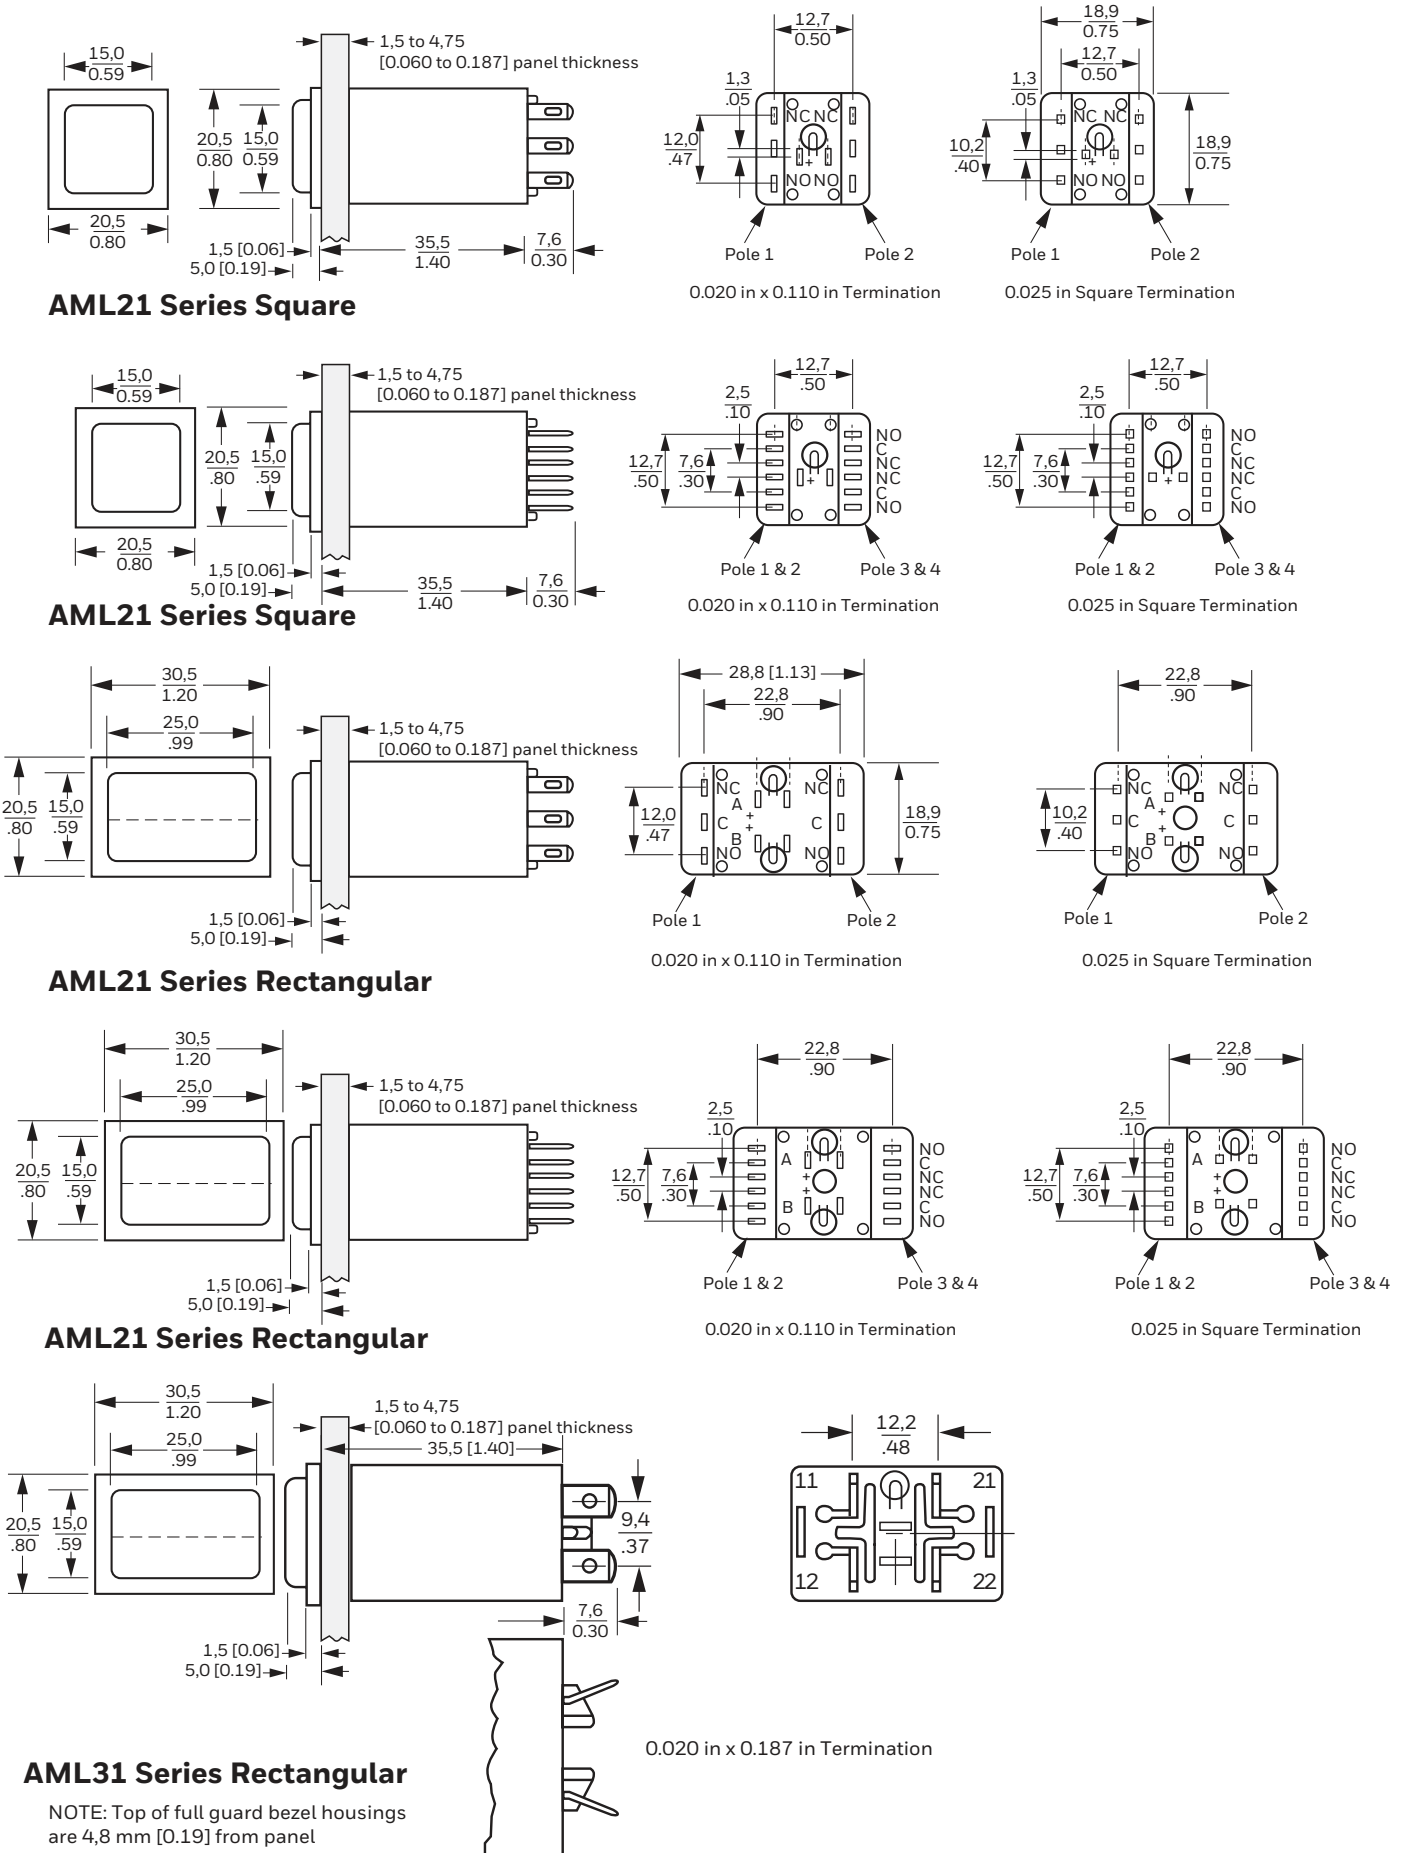 15,0
0.59
20,5
0.80
20,5
0.80
15,0
0.59
1,5 to 4,75
[0.060 to 0.187] panel thickness
1,5 [0.06]
5,0 [0.19]
35,5
1.40
7,6
0.30
12,7
0.50
1,3
.05
12,0
.47
NC NC
+
NO NO
Pole 1
Pole 2
0.020 in x 0.110 in Termination
18,9
0.75
12,7
0.50
1,3
.05
10,2
.40
NC NC
+
NO NO
18,9
0.75
Pole 1
Pole 2
0.025 in Square Termination
AML21 Series Square
15,0
0.59
20,5
0.80
20,5
.80
15,0
.59
1,5 to 4,75
[0.060 to 0.187] panel thickness
1,5 [0.06]
5,0 [0.19]
35,5
1.40
7,6
0.30
12,7
.50
2,5
.10
12,7
.50
7,6
.30
+
NO
C
NC
NC
C
NO
Pole 1 & 2
Pole 3 & 4
0.020 in x 0.110 in Termination
12,7
.50
2,5
.10
12,7
.50
7,6
.30
+
NO
C
NC
NC
C
NO
Pole 1 & 2
Pole 3 & 4
0.025 in Square Termination
AML21 Series Square
30,5
1.20
25,0
.99
20,5
.80
15,0
.59
1,5 to 4,75
[0.060 to 0.187] panel thickness
1,5 [0.06]
5,0 [0.19]
28,8 [1.13]
22,8
.90
12,0
.47
NC NC
A
+
C C
+
B
NO NO
18,9
0.75
Pole 1
Pole 2
0.020 in x 0.110 in Termination
22,8
.90
10,2
.40
NC NC
A
+
C C
+
B
NO NO
Pole 1
Pole 2
0.025 in Square Termination
AML21 Series Rectangular
30,5
1.20
25,0
.99
20,5
.80
15,0
.59
1,5 to 4,75
[0.060 to 0.187] panel thickness
1,5 [0.06]
5,0 [0.19]
22,8
.90
2,5
.10
12,7
.50
7,6
.30
A
+
+
B
NO
C
NC
NC
C
NO
Pole 1 & 2
Pole 3 & 4
0.020 in x 0.110 in Termination
22,8
.90
2,5
.10
12,7
.50
7,6
.30
A
+
+
B
NO
C
NC
NC
C
NO
Pole 1 & 2
Pole 3 & 4
0.025 in Square Termination
AML21 Series Rectangular
30,5
1.20
25,0
.99
20,5
.80
15,0
.59
1,5 to 4,75
[0.060 to 0.187] panel thickness
35,5 [1.40]
9,4
.37
7,6
0.30
1,5 [0.06]
5,0 [0.19]
12,2
.48
11 21
12 22
0.020 in x 0.187 in Termination
AML31 Series Rectangular
NOTE: Top of full guard bezel housings
are 4,8 mm [0.19] from panel